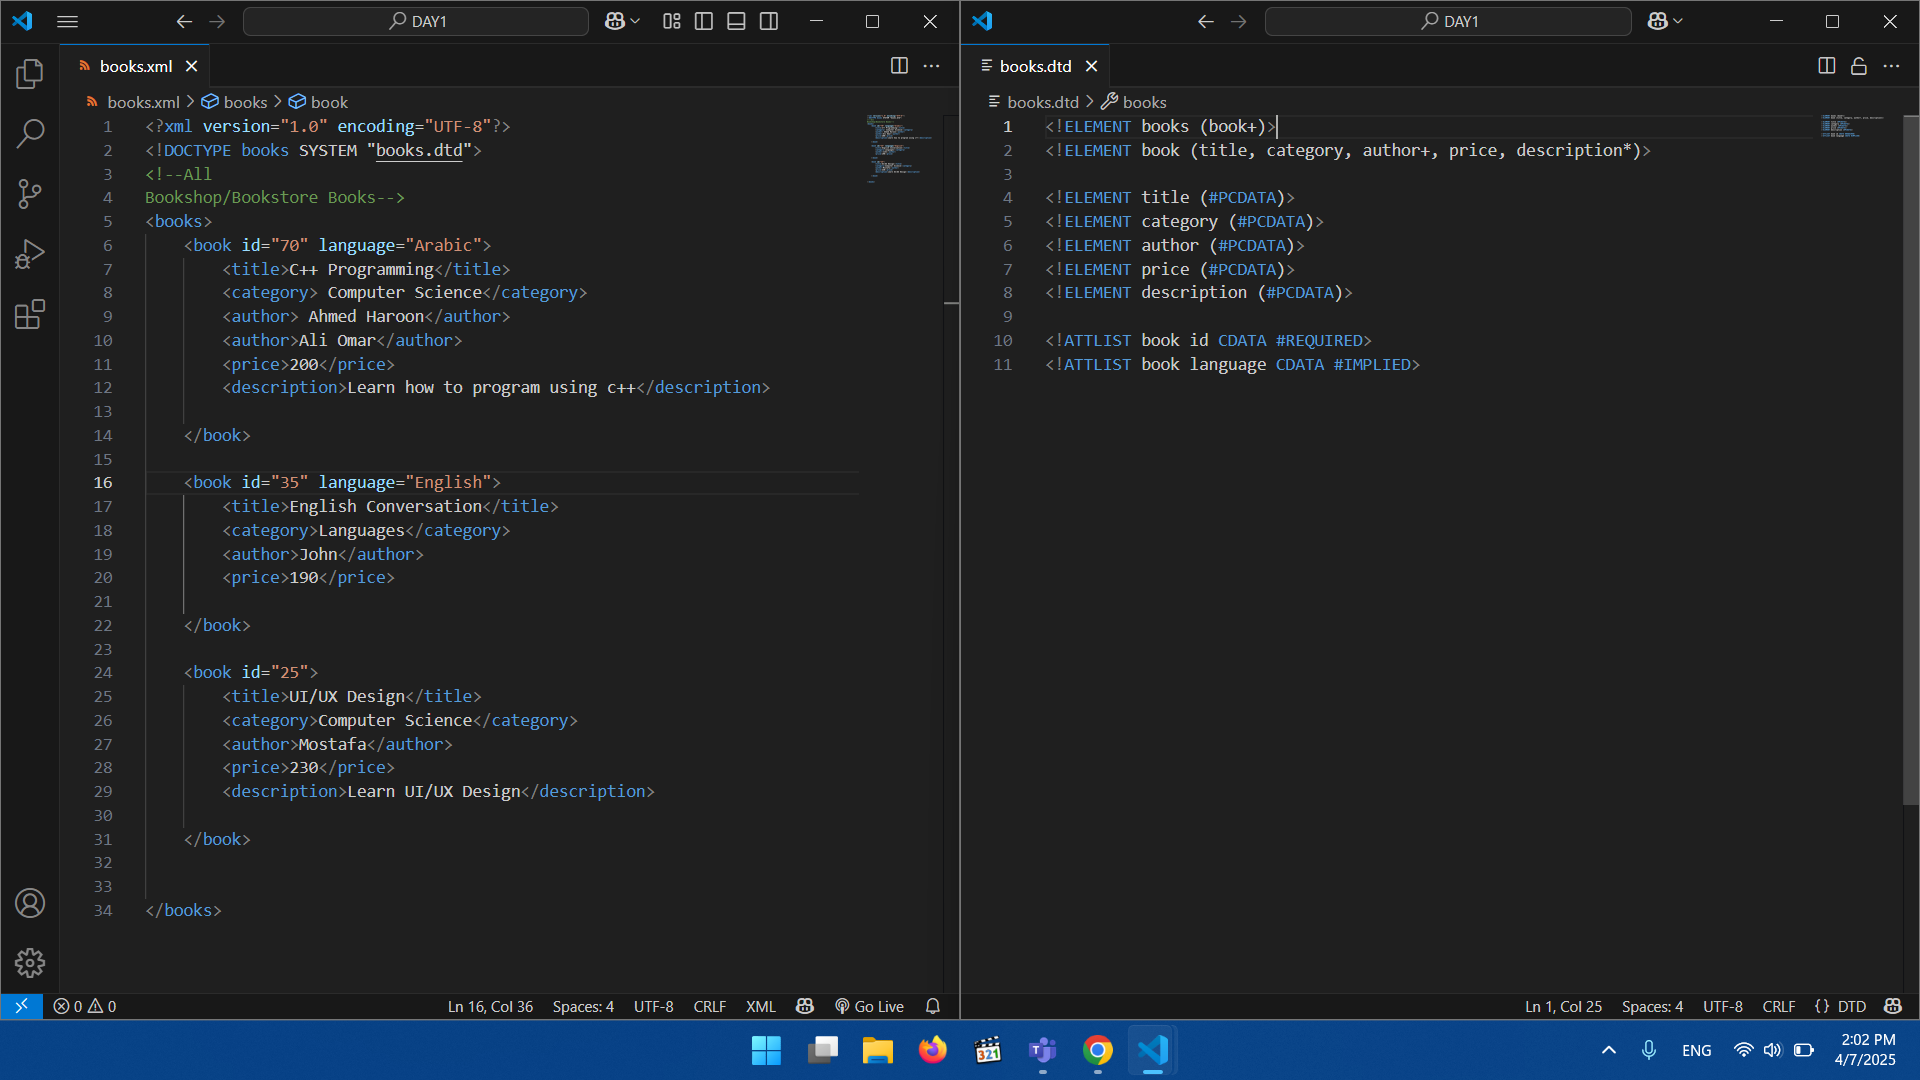 DAY1
books.xml
books.xml > books > book
1 <?xml version="1.0" encoding="UTF-8"?>
2 <!DOCTYPE books SYSTEM "books.dtd">
3 <!--All
4 Bookshop/Bookstore Books-->
5 <books>
6 <book id="70" language="Arabic">
7 <title>C++ Programming</title>
8 <category> Computer Science</category>
9 <author> Ahmed Haroon</author>
10 <author>Ali Omar</author>
11 <price>200</price>
12 <description>Learn how to program using c++</description>
13
14 </book>
15
16 <book id="35" language="English">
17 <title>English Conversation</title>
18 <category>Languages</category>
19 <author>John</author>
20 <price>190</price>
21
22 </book>
23
24 <book id="25">
25 <title>UI/UX Design</title>
26 <category>Computer Science</category>
27 <author>Mostafa</author>
28 <price>230</price>
29 <description>Learn UI/UX Design</description>
30
31 </book>
32
33
34 </books>
0 0 Ln 16, Col 36 Spaces: 4 UTF-8 CRLF XML Go Live
DAY1
books.dtd
books.dtd > books
1 <!ELEMENT books (book+)>
2 <!ELEMENT book (title, category, author+, price, description*)>
3
4 <!ELEMENT title (#PCDATA)>
5 <!ELEMENT category (#PCDATA)>
6 <!ELEMENT author (#PCDATA)>
7 <!ELEMENT price (#PCDATA)>
8 <!ELEMENT description (#PCDATA)>
9
10 <!ATTLIST book id CDATA #REQUIRED>
11 <!ATTLIST book language CDATA #IMPLIED>
Ln 1, Col 25 Spaces: 4 UTF-8 CRLF {} DTD
321
T
ENG
2:02 PM
4/7/2025